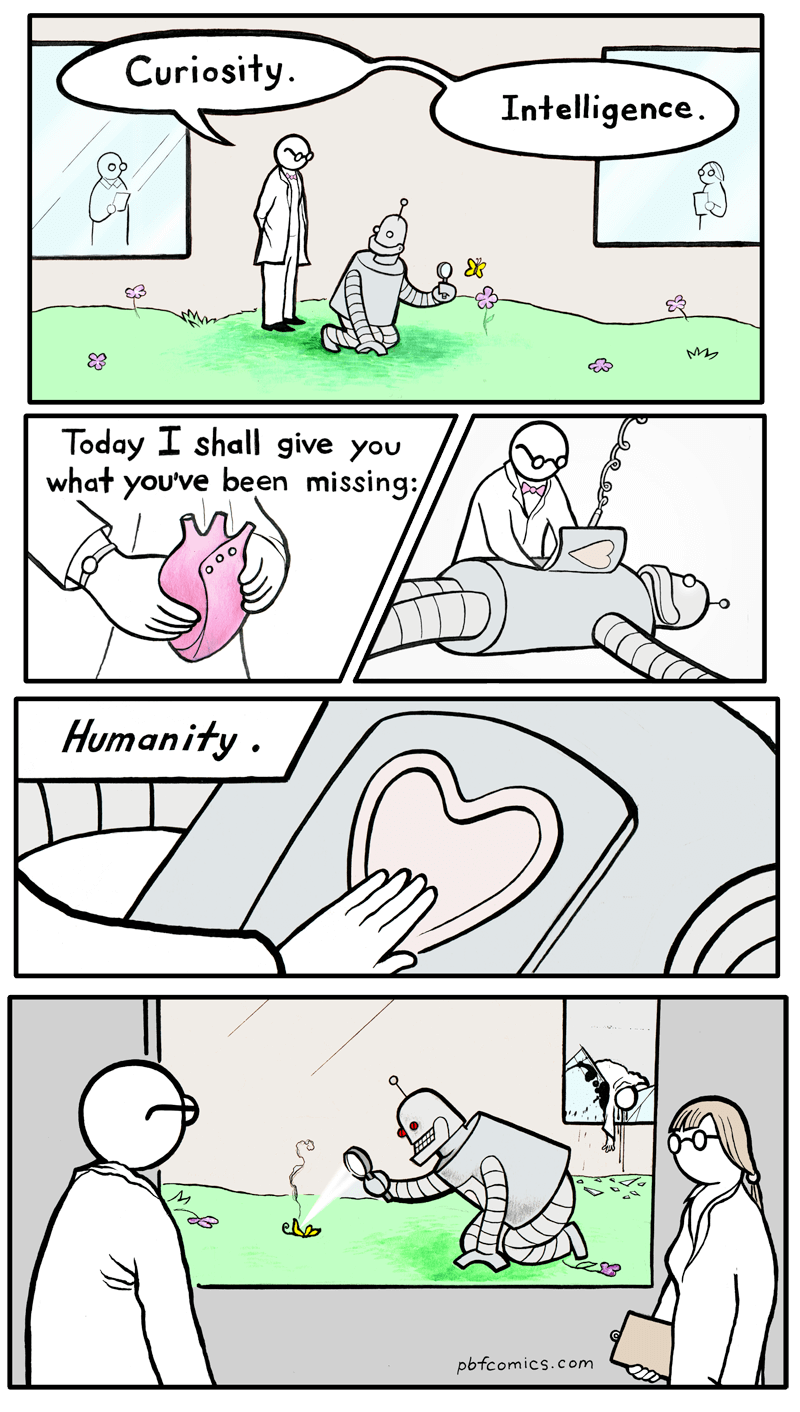 Curiosity.
Intelligence.
Today I shall give you
what you've been missing:
Humanity.
pbfcomics.com